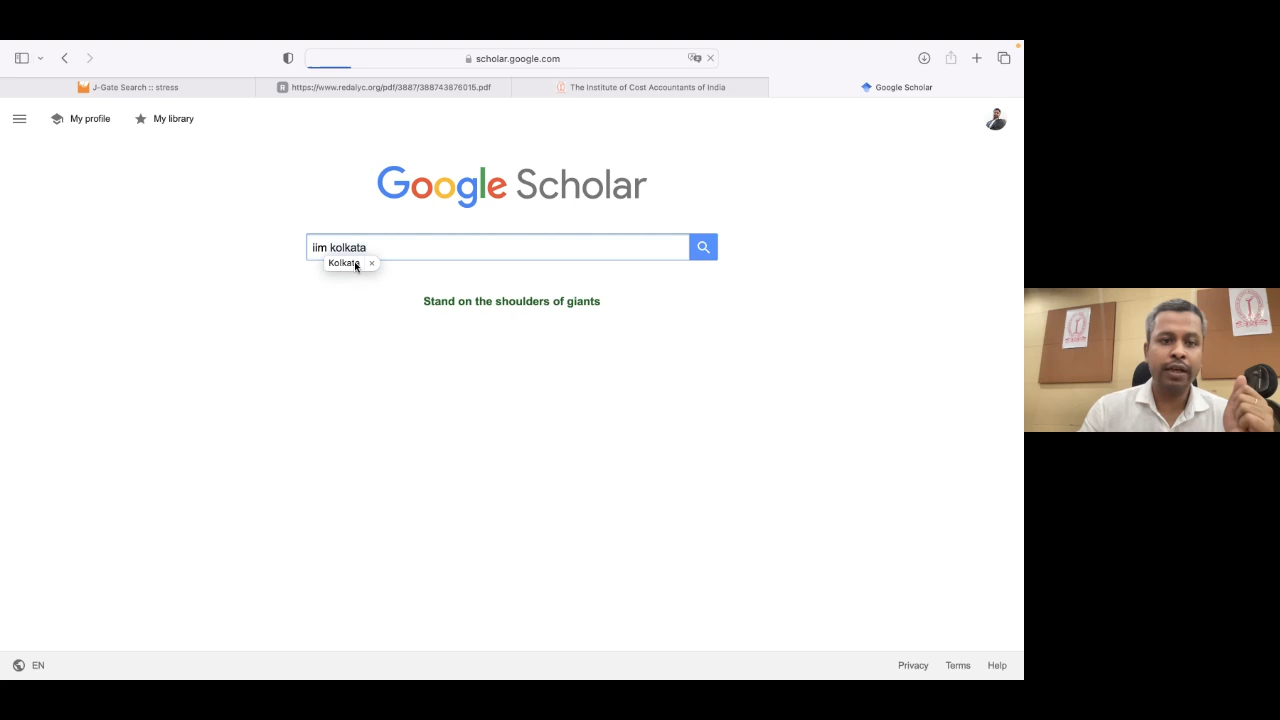 scholar.google.com
J-Gate Search :: stress
R https://www.redalyc.org/pdf/3887/388743876015.pdf
The Institute of Cost Accountants of India
Google Scholar
My profile
My library
Google Scholar
iim kolkata
Kolkata
Stand on the shoulders of giants
EN
Privacy Terms Help